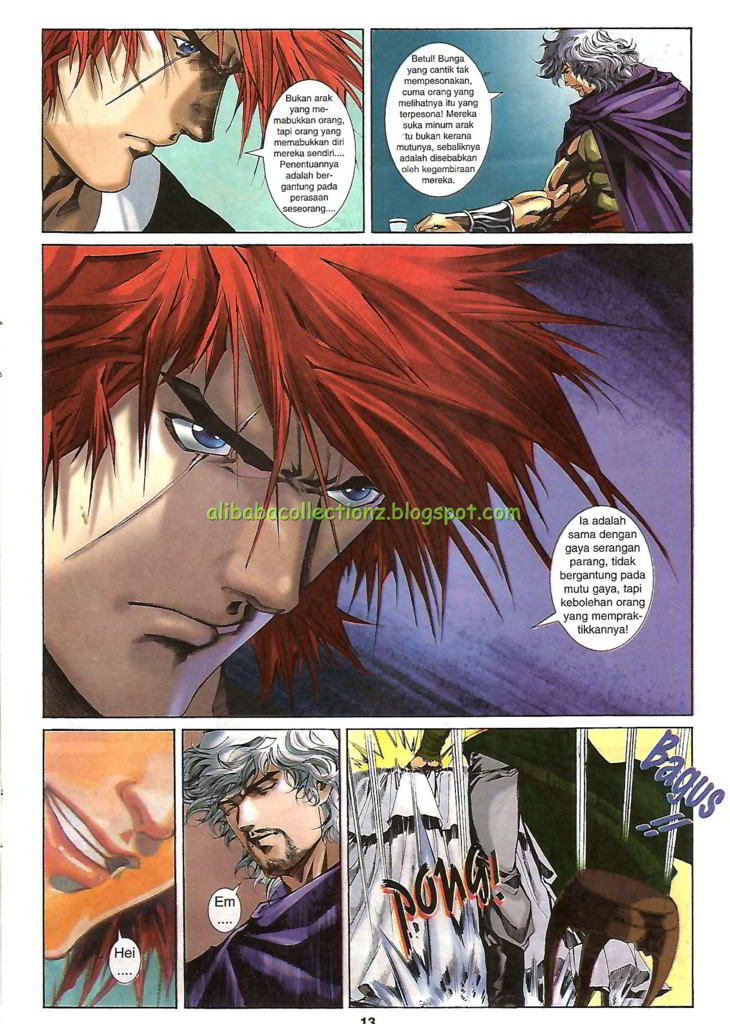 Bukan arak
yang me-
mabukkan orang,
tapi orang yang
memabukkan diri
mereka sendiri....
Penentuannya
adalah ber-
gantung pada
perasaan
seseorang....
Betul! Bunga
yang cantik tak
mempesonakan,
cuma orang yang
melihatnya itu yang
terpesona! Mereka
suka minum arak
'tu bukan kerana
mutunya, sebaliknya
adalah disebabkan
oleh kegembiraan
mereka.
alibabacollectionz.blogspot.com
Ia adalah
sama dengan
gaya serangan
parang, tidak
bergantung pada
mutu gaya, tapi
kebolehan orang
yang memprak-
tikkannya!
Hei
....
Em
....
PONG!
Bagus
!!
13